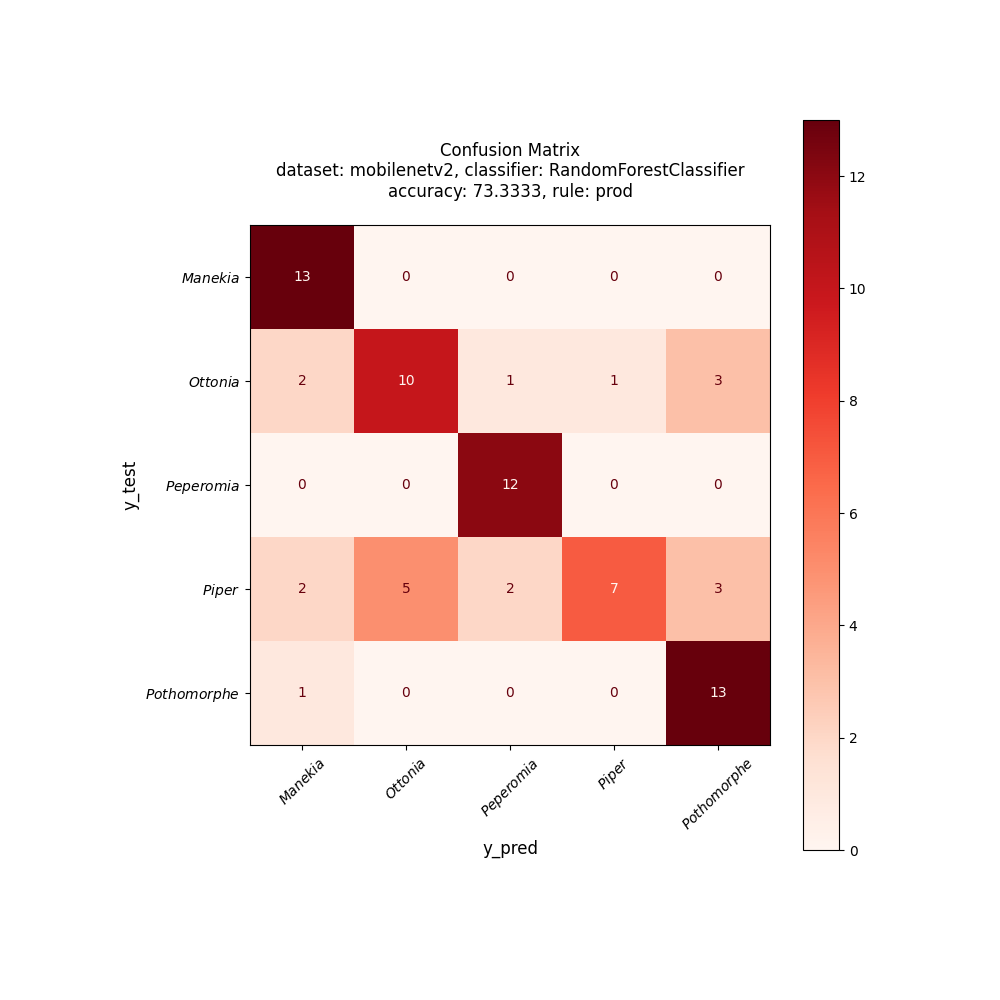 Confusion Matrix
dataset: mobilenetv2, classifier: RandomForestClassifier
accuracy: 73.3333, rule: prod
y_test
Manekia 13 0 0 0 0
Ottonia 2 10 1 1 3
Peperomia 0 0 12 0 0
Piper 2 5 2 7 3
Pothomorphe 1 0 0 0 13
Manekia Ottonia Peperomia Piper Pothomorphe
y_pred
12
10
8
6
4
2
0